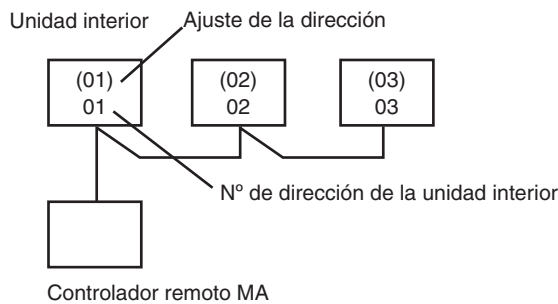 Unidad interior
Ajuste de la dirección
(01)
01
(02)
02
(03)
03
Nº de dirección de la unidad interior
Controlador remoto MA